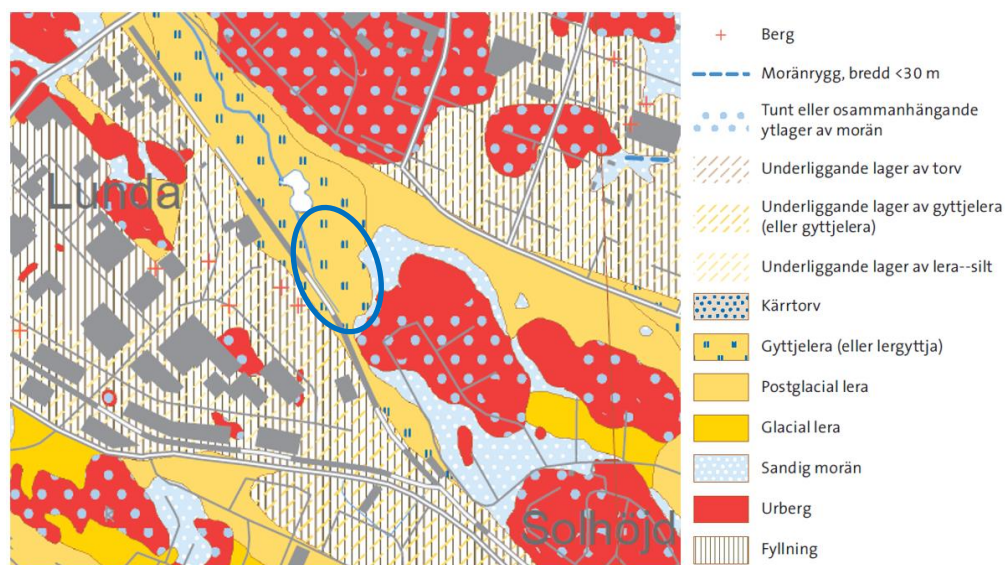 Lunda
Solhöjd
Berg
Moränrygg, bredd <30 m
Tunt eller osammanhängande
ytlager av morän
Underliggande lager av torv
Underliggande lager av gyttjelera
(eller gyttjelera)
Underliggande lager av lera--silt
Kärrtorv
Gyttjelera (eller lergyttja)
Postglacial lera
Glacial lera
Sandig morän
Urberg
Fyllning